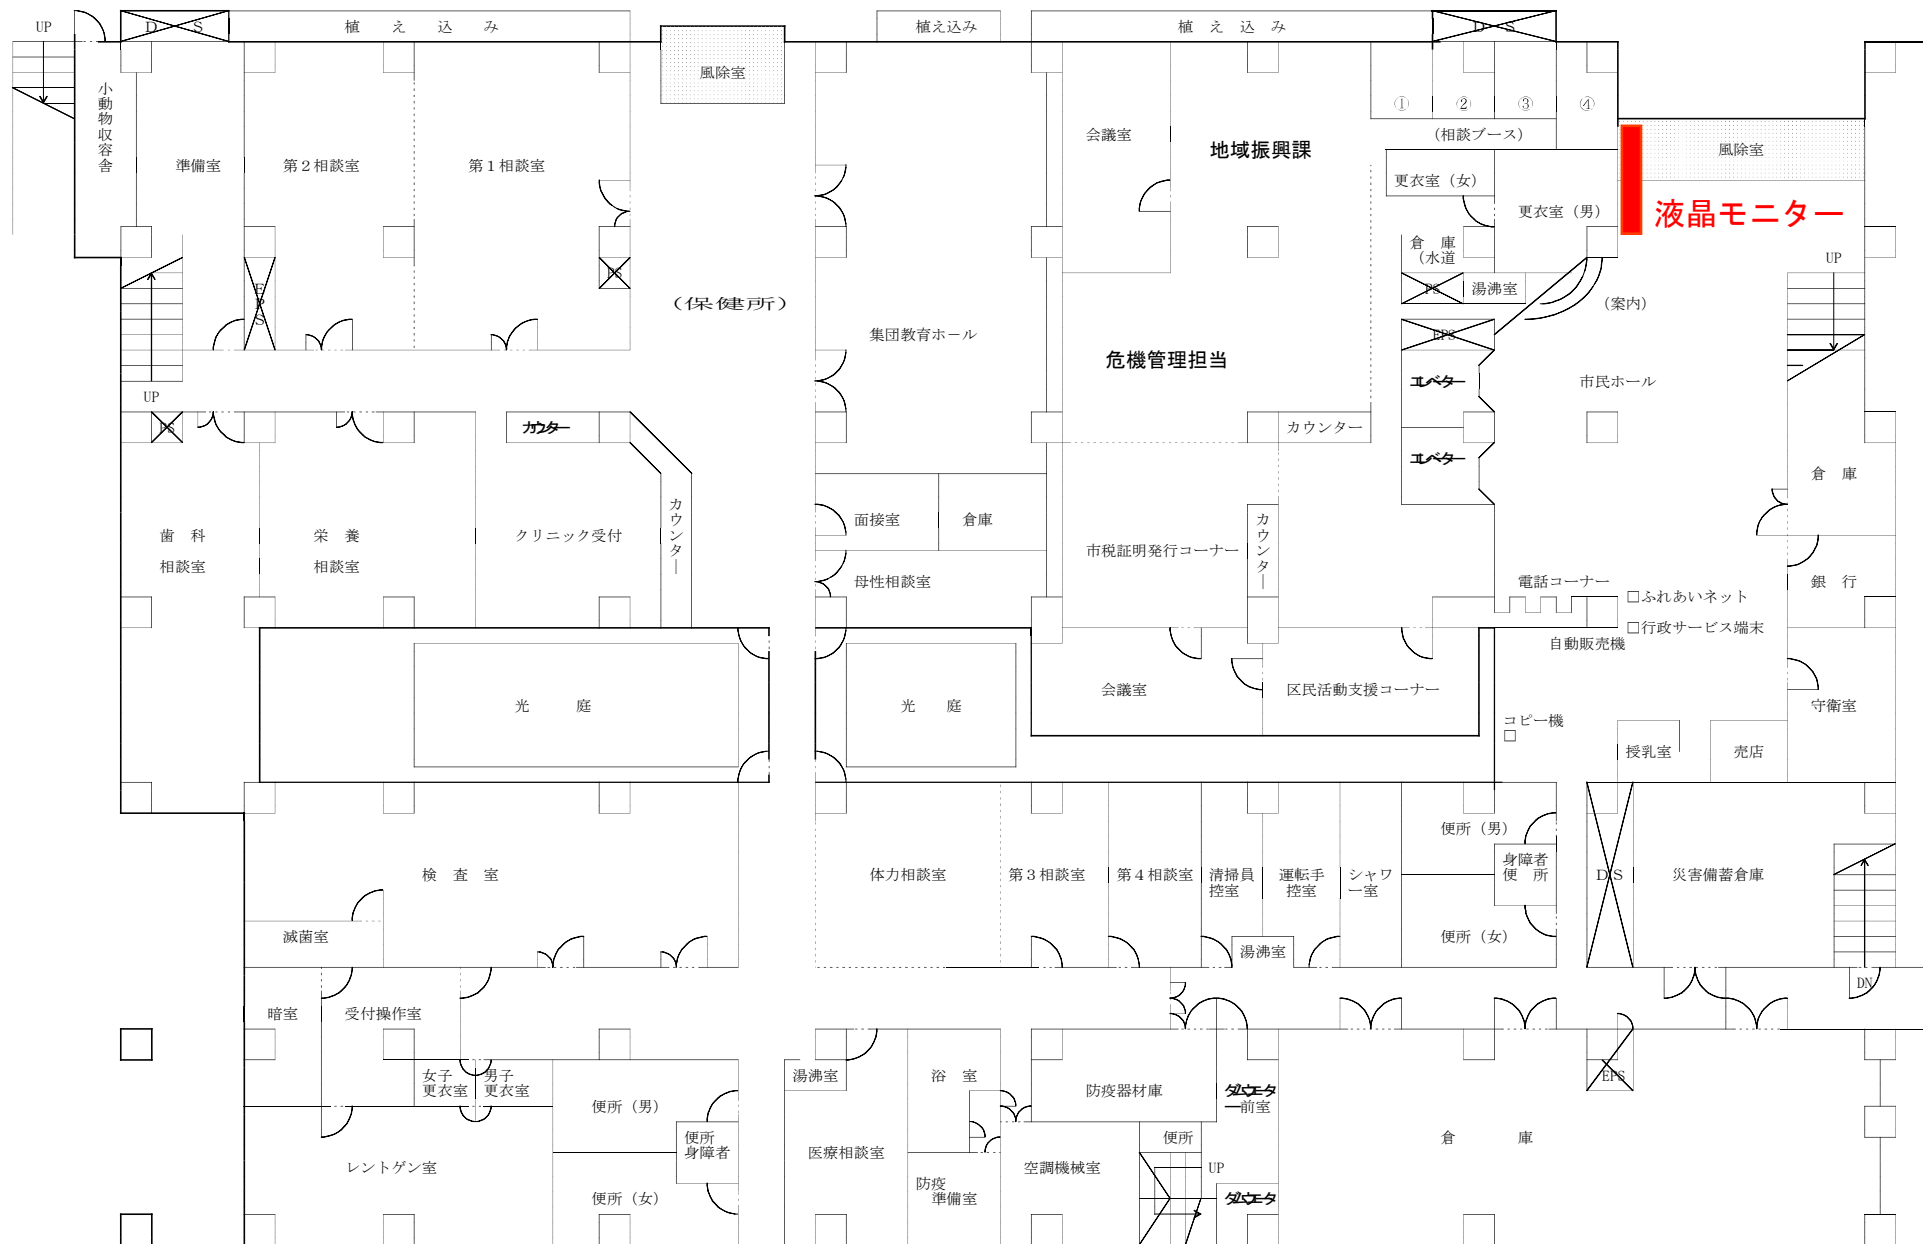 UP
D S
植 え 込 み
植え込み
植 え 込 み
D S
小動物収容舎
準備室
第2相談室
第1相談室
風除室
会議室
地域振興課
①
②
③
④
(相談ブース)
風除室
更衣室(女)
更衣室(男)
液晶モニター
倉 庫
(水道
PS
湯沸室
UP
PS
EPS
(保健所)
(案内)
集団教育ホール
EPS
危機管理担当
エレベーター
市民ホール
UP
PS
カウンター
カウンター
エレベーター
倉 庫
カウンター
面接室
倉庫
カウンター
歯 科
相談室
栄 養
相談室
クリニック受付
市税証明発行コーナー
母性相談室
電話コーナー
銀 行
□ふれあいネット
□行政サービス端末
自動販売機
会議室
区民活動支援コーナー
光 庭
光 庭
守衛室
コピー機
□
授乳室
売店
便所(男)
検 査 室
体力相談室
第3相談室
第4相談室
清掃員
控室
運転手
控室
シャワ
ー室
身障者
便 所
DS
災害備蓄倉庫
滅菌室
便所(女)
湯沸室
DN
暗室
受付操作室
女子
更衣室
男子
更衣室
湯沸室
浴 室
防疫器材庫
前室
EPS
便所(男)
便所
身障者
医療相談室
便所
倉 庫
レントゲン室
空調機械室
UP
便所(女)
防疫
準備室